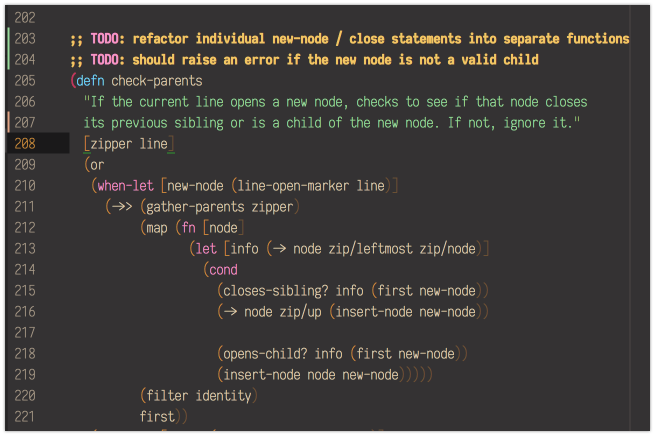 202
203 ;; TODO: refactor individual new-node / close statements into separate functions
204 ;; TODO: should raise an error if the new node is not a valid child
205 (defn check-parents
206 "If the current line opens a new node, checks to see if that node closes
207 its previous sibling or is a child of the new node. If not, ignore it."
208 [zipper line]
209 (or
210 (when-let [new-node (line-open-marker line)]
211 (->> (gather-parents zipper)
212 (map (fn [node]
213 (let [info (-> node zip/leftmost zip/node)]
214 (cond
215 (closes-sibling? info (first new-node))
216 (-> node zip/up (insert-node new-node))
217
218 (opens-child? info (first new-node))
219 (insert-node node new-node)))))
220 (filter identity)
221 first))